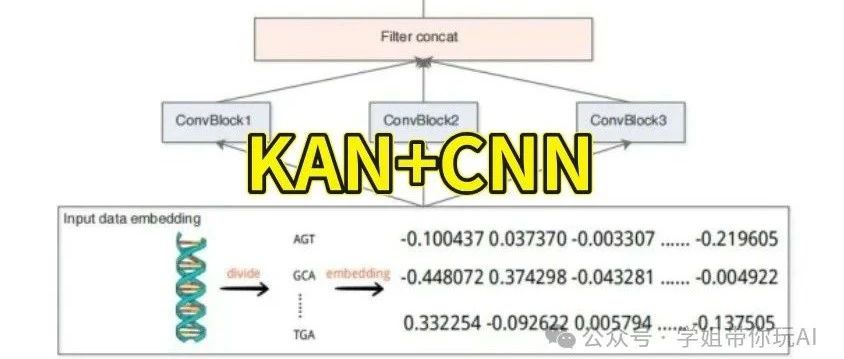 Filter concat
ConvBlock1 ConvBlock2 ConvBlock3
KAN+CNN
Input data embedding
AGT -0.100437 0.037370 -0.003307 ...... -0.219605
divide GCA embedding -0.448072 0.374298 -0.043281 ...... -0.004922
TGA 0.332254 -0.092622 0.005794 ...... -0.137505
公众号 · 学姐带你玩AI